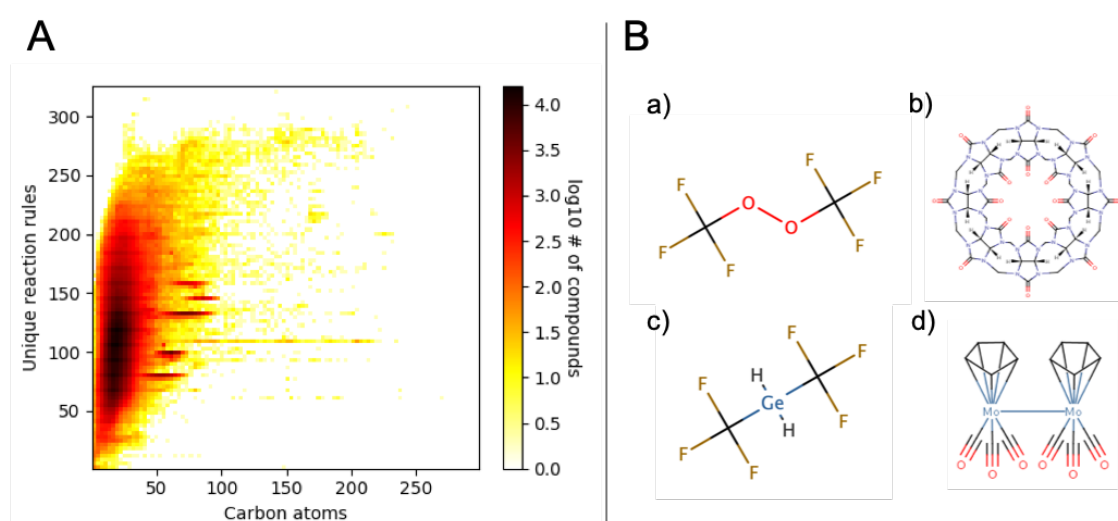 A
Unique reaction rules
300
250
200
150
100
50
50 100 150 200 250
Carbon atoms
4.0
3.5
3.0
2.5
2.0
1.5
1.0
0.5
0.0
log10 # of compounds
B
a)
F
F
F
O
O
F
F
F
b)
c)
F
F
F
H
Ge
H
F
F
F
d)
Mo Mo
O O O O O O